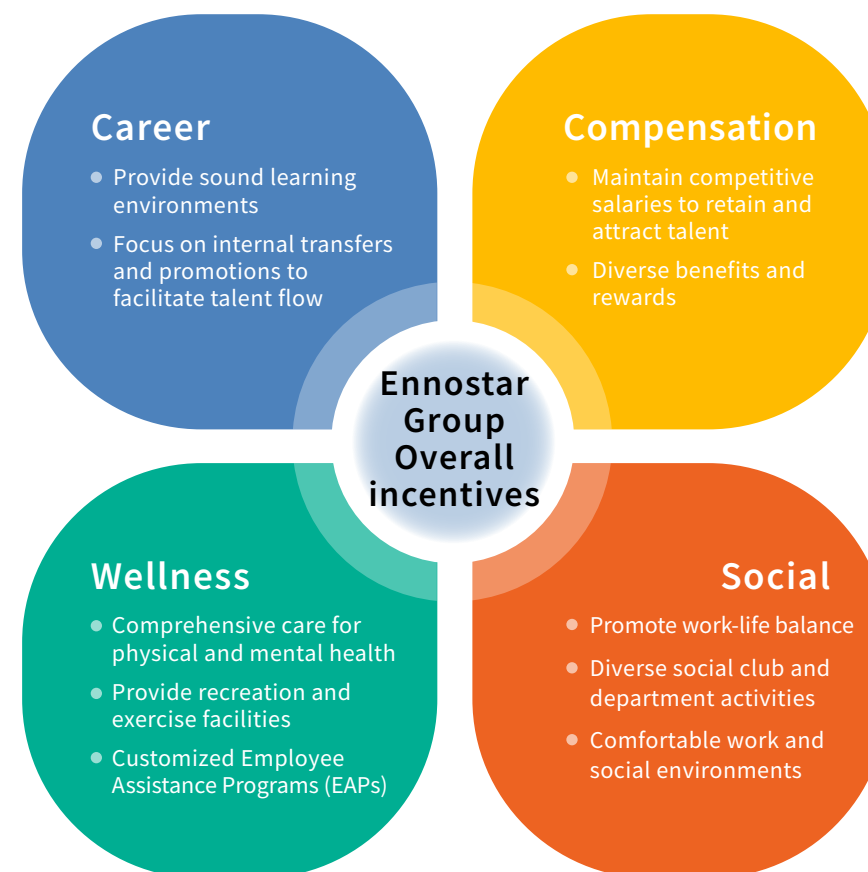 Career
Provide sound learning
environments
Focus on internal transfers
and promotions to
facilitate talent flow
Compensation
Maintain competitive
salaries to retain and
attract talent
Diverse benefits and
rewards
Ennostar
Group
Overall
incentives
Wellness
Comprehensive care for
physical and mental health
Provide recreation and
exercise facilities
Customized Employee
Assistance Programs (EAPs)
Social
Promote work-life balance
Diverse social club and
department activities
Comfortable work and
social environments